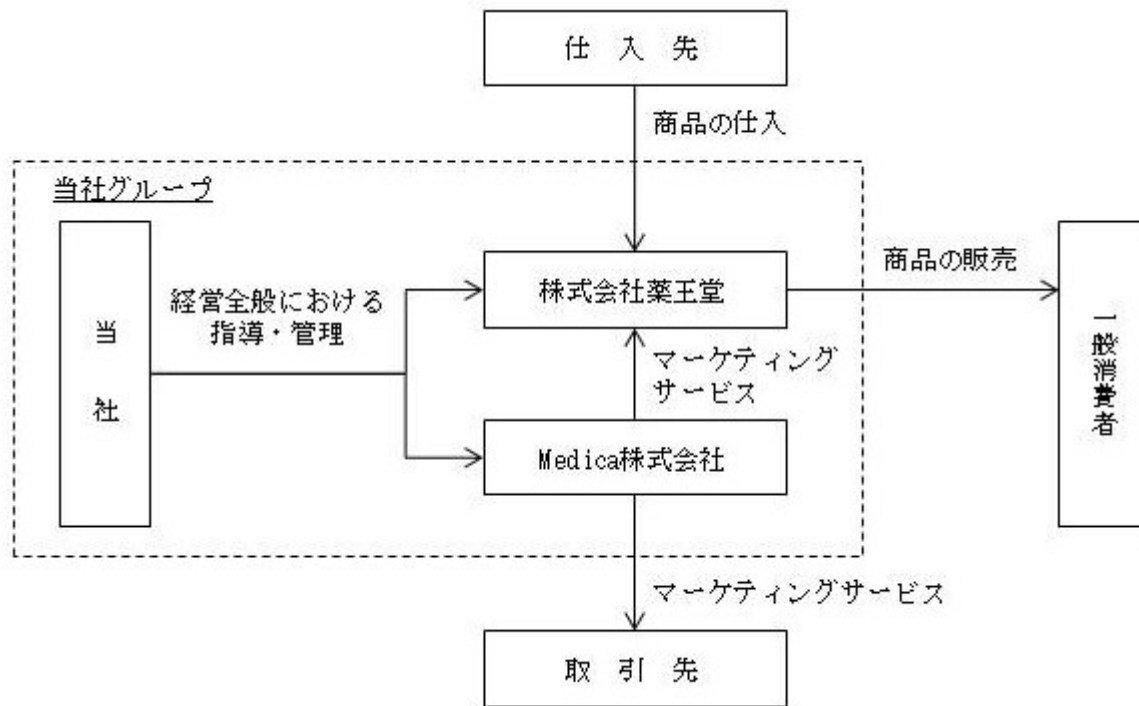 仕 入 先
商品の仕入
当社グループ
当
社
経営全般における
指導・管理
株式会社薬王堂
商品の販売
一般消費者
マーケティング
サービス
Medica株式会社
マーケティングサービス
取 引 先